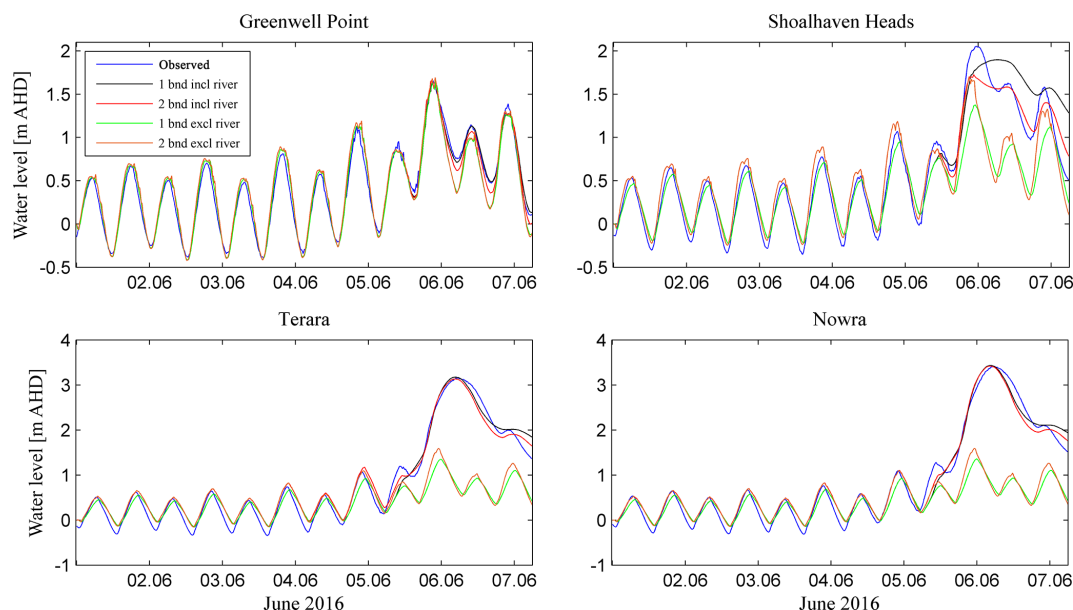 Greenwell Point
Shoalhaven Heads
Water level [m AHD]
2
1.5
1
0.5
0
-0.5
Observed
1 bnd incl river
2 bnd incl river
1 bnd excl river
2 bnd excl river
02.06 03.06 04.06 05.06 06.06 07.06
2
1.5
1
0.5
0
-0.5
02.06 03.06 04.06 05.06 06.06 07.06
Terara
Nowra
Water level [m AHD]
4
3
2
1
0
-1
02.06 03.06 04.06 05.06 06.06 07.06
June 2016
4
3
2
1
0
-1
02.06 03.06 04.06 05.06 06.06 07.06
June 2016